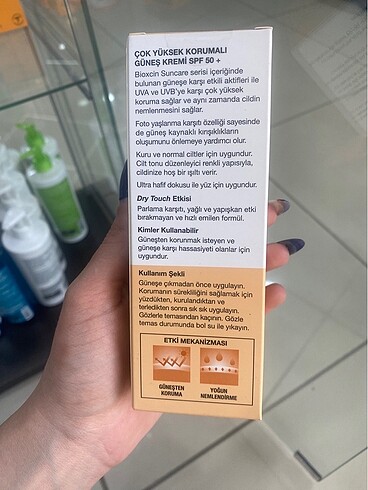 ÇOK YÜKSEK KORUMALI
GÜNEŞ KREMİ SPF 50 +
Bioxcin Suncare serisi içeriğinde
bulunan güneşe karşı etkili aktifleri ile
UVA ve UVB'ye karşı çok yüksek
koruma sağlar ve aynı zamanda cildin
nemlenmesini sağlar.
Foto yaşlanma karşıtı özelliği sayesinde
de güneş kaynaklı kırışıklıkların
oluşumunu önlemeye yardımcı olur.
Kuru ve normal ciltler için uygundur.
Cilt tonu düzenleyici renkli yapısıyla,
cildinize hoş bir ışıltı verir.
Ultra hafif dokusu ile yüz için uygundur.
Dry Touch Etkisi
Parlama karşıtı, yağlı ve yapışkan etki
bırakmayan ve hızlı emilen formül.
Kimler Kullanabilir
Güneşten korunmak isteyen ve
güneşe karşı hassasiyeti olanlar için
uygundur.
Kullanım Şekli
Güneşe çıkmadan önce uygulayın.
Korumanın sürekliliğini sağlamak için
yüzdükten, kurulandıktan ve
terledikten sonra sık sık uygulayın.
Gözlerle temasından kaçının. Gözle
temas durumunda bol su ile yıkayın.
ETKİ MEKANİZMASI
GÜNEŞTEN
KORUMA
YOĞUN
NEMLENDİRME